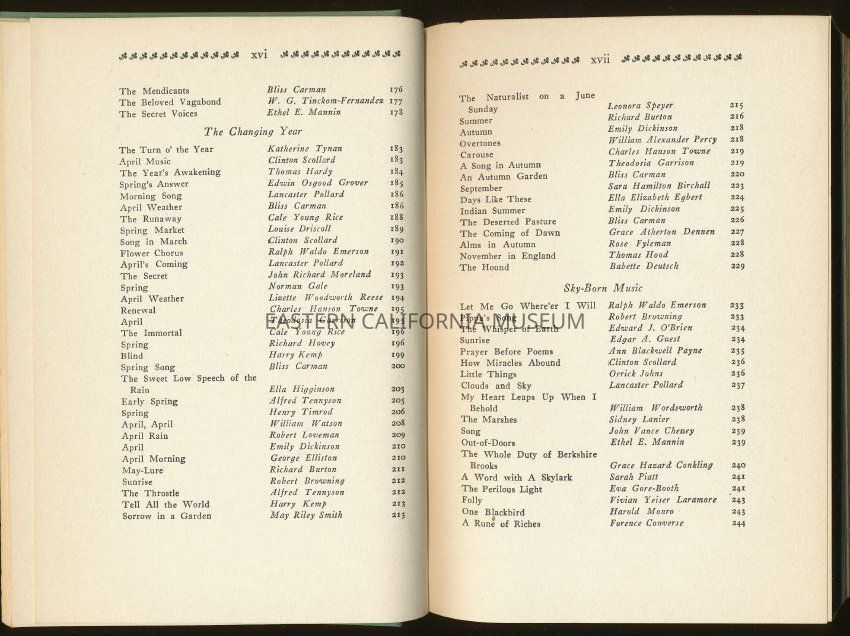 xvi
The Mendicants Bliss Carman 176
The Beloved Vagabond W. G. Tinckom-Fernandez 177
The Secret Voices Ethel E. Mannin 178
The Changing Year
The Turn o' the Year Katherine Tynan 183
April Music Clinton Scollard 183
The Year's Awakening Thomas Hardy 184
Spring's Answer Edwin Osgood Grover 185
Morning Song Lancaster Pollard 186
April Weather Bliss Carman 186
The Runaway Cale Young Rice 188
Spring Market Louise Driscoll 189
Song in March Clinton Scollard 190
Flower Chorus Ralph Waldo Emerson 191
April's Coming Lancaster Pollard 192
The Secret John Richard Moreland 193
Spring Norman Gale 193
April Weather Lizette Woodworth Reese 194
Renewal Charles Hanson Towne 195
April Theodosia Garrison 195
The Immortal Cale Young Rice 196
Spring Richard Hovey 196
Blind Harry Kemp 199
Spring Song Bliss Carman 200
The Sweet Low Speech of the
Rain Ella Higginson 203
Early Spring Alfred Tennyson 205
Spring Henry Timrod 206
April, April William Watson 208
April Rain Robert Loveman 209
April Emily Dickinson 210
April Morning George Elliston 210
May-Lure Richard Burton 211
Sunrise Robert Browning 212
The Throstle Alfred Tennyson 212
Tell All the World Harry Kemp 213
Sorrow in a Garden May Riley Smith 213
xvii
The Naturalist on a June
Sunday Leonora Speyer 215
Summer Richard Burton 216
Autumn Emily Dickinson 218
Overtones William Alexander Percy 218
Carouse Charles Hanson Towne 219
A Song in Autumn Theodosia Garrison 219
An Autumn Garden Bliss Carman 220
September Sara Hamilton Birchall 223
Days Like These Ella Elizabeth Egbert 224
Indian Summer Emily Dickinson 225
The Deserted Pasture Bliss Carman 226
The Coming of Dawn Grace Atherton Dennen 227
Alms in Autumn Rose Fyleman 228
November in England Thomas Hood 228
The Hound Babette Deutsch 229
Sky-Born Music
Let Me Go Where'er I Will Ralph Waldo Emerson 233
Pippa's Song Robert Browning 233
The Whisper of Earth Edward J. O'Brien 234
Sunrise Edgar A. Guest 234
Prayer Before Poems Ann Blackwell Payne 235
How Miracles Abound Clinton Scollard 236
Little Things Orrick Johns 236
Clouds and Sky Lancaster Pollard 237
My Heart Leaps Up When I
Behold William Wordsworth 238
The Marshes Sidney Lanier 238
Song John Vance Cheney 239
Out-of-Doors Ethel E. Mannin 239
The Whole Duty of Berkshire
Brooks Grace Hazard Conkling 240
A Word with A Skylark Sarah Piatt 241
The Perilous Light Eva Gore-Booth 241
Folly Vivian Yeiser Laramore 243
One Blackbird Harold Monro 243
A Rune of Riches Forence Converse 244
EASTERN CALIFORNIA MUSEUM